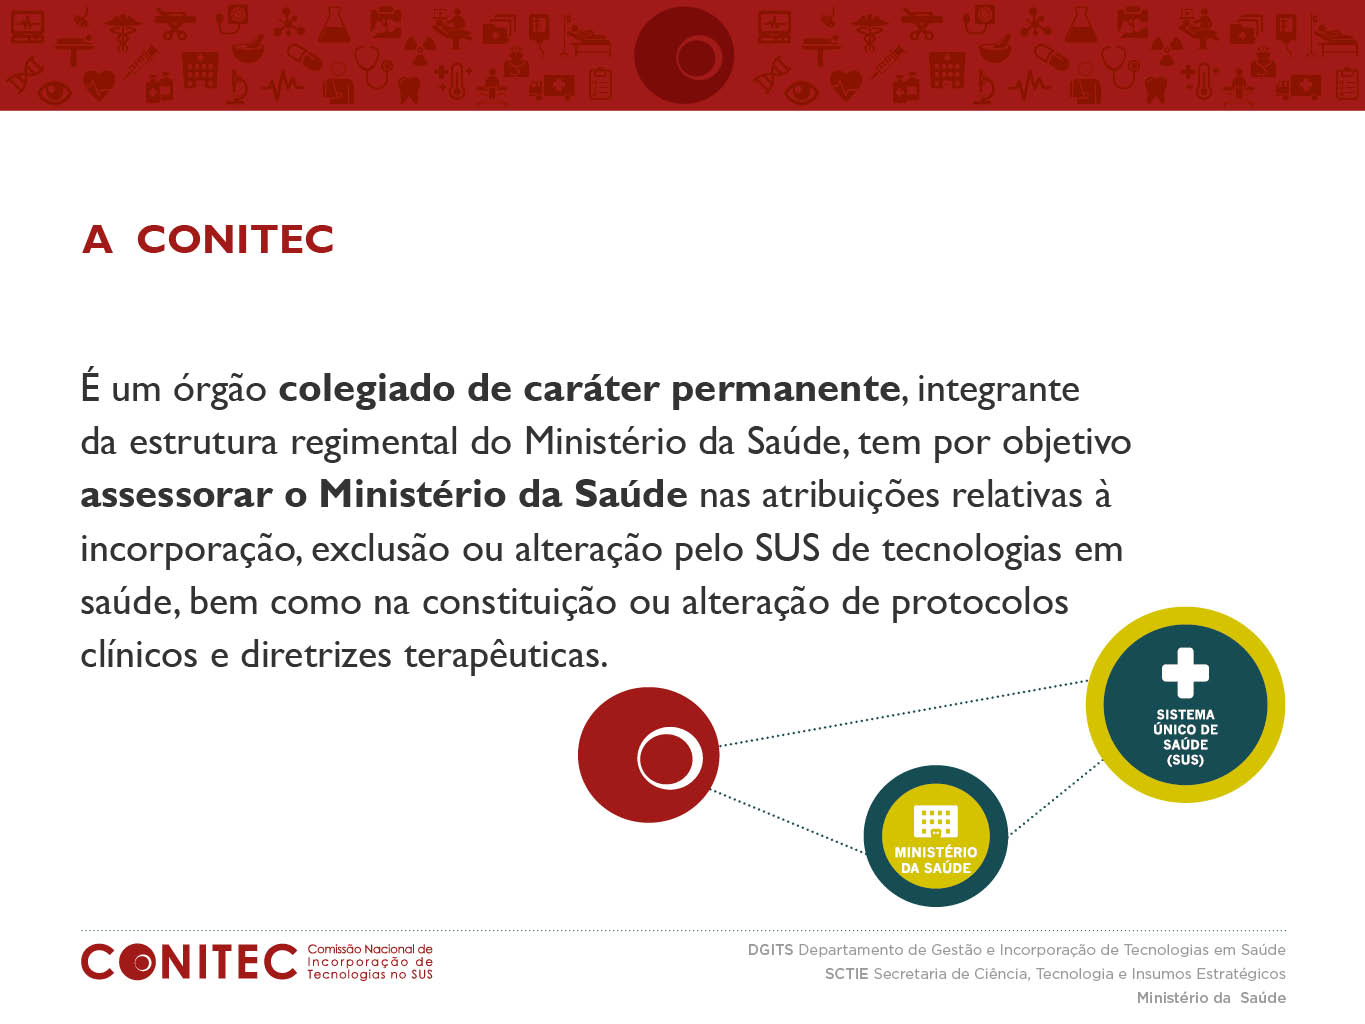 A CONITEC
É um órgão colegiado de caráter permanente, integrante
da estrutura regimental do Ministério da Saúde, tem por objetivo
assessorar o Ministério da Saúde nas atribuições relativas à
incorporação, exclusão ou alteração pelo SUS de tecnologias em
saúde, bem como na constituição ou alteração de protocolos
clínicos e diretrizes terapêuticas.
SISTEMA
ÚNICO DE
SAÚDE
(SUS)
MINISTÉRIO
DA SAÚDE
CONITEC
Comissão Nacional de
Incorporação de
Tecnologias no SUS
DGITS Departamento de Gestão e Incorporação de Tecnologias em Saúde
SCTIE Secretaria de Ciência, Tecnologia e Insumos Estratégicos
Ministério da Saúde